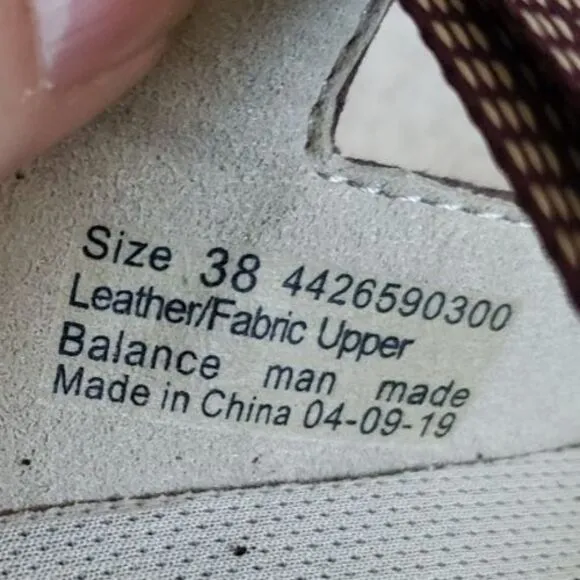 Size 38 4426590300
Leather/Fabric Upper
Balance man made
Made in China 04-09-19